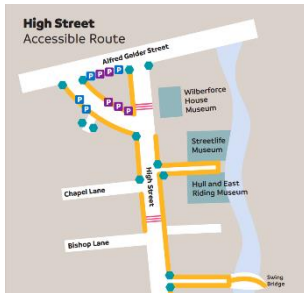 High Street
Accessible Route
Alfred Gelder Street
P P P P P
P P P P
Wilberforce
House
Museum
Streetlife
Museum
High Street
Hull and East
Riding Museum
Chapel Lane
Bishop Lane
Swing
Bridge